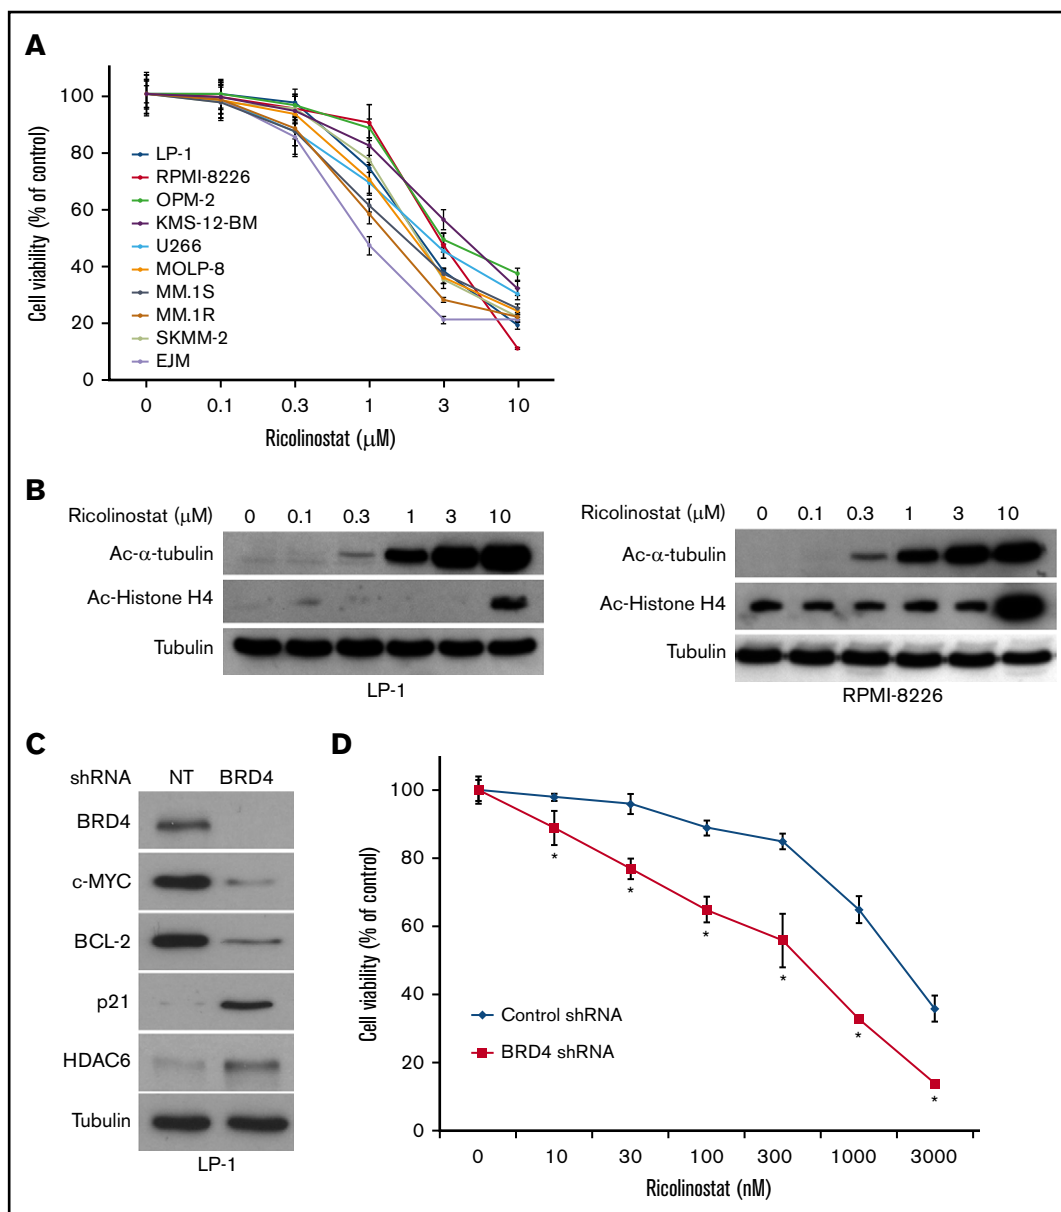 A
Cell viability (% of control)
100
80
60
40
20
0
LP-1
RPMI-8226
OPM-2
KMS-12-BM
U266
MOLP-8
MM.1S
MM.1R
SKMM-2
EJM
0 0.1 0.3 1 3 10
Ricolinostat (μM)
B
Ricolinostat (μM) 0 0.1 0.3 1 3 10
Ac-α-tubulin
Ac-Histone H4
Tubulin
LP-1
Ricolinostat (μM) 0 0.1 0.3 1 3 10
Ac-α-tubulin
Ac-Histone H4
Tubulin
RPMI-8226
C
shRNA NT BRD4
BRD4
c-MYC
BCL-2
p21
HDAC6
Tubulin
LP-1
D
Cell viability (% of control)
100
80
60
40
20
0
*
*
*
*
*
*
Control shRNA
BRD4 shRNA
0 10 30 100 300 1000 3000
Ricolinostat (nM)